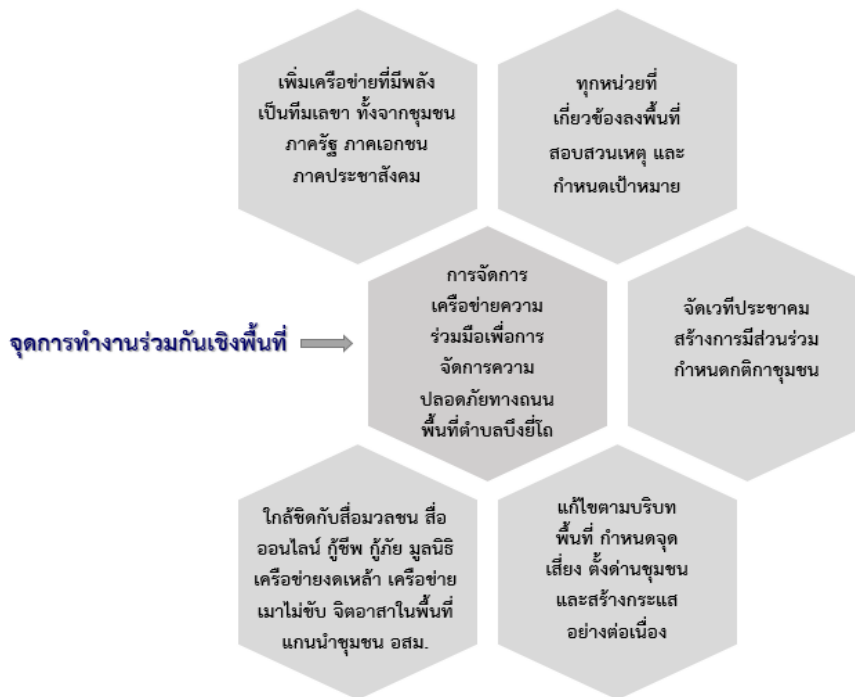 เพิ่มเครือข่ายที่มีพลัง
เป็นทีมเลขา ทั้งจากชุมชน
ภาครัฐ ภาคเอกชน
ภาคประชาสังคม
ทุกหน่วยที่
เกี่ยวข้องลงพื้นที่
สอบสวนเหตุ และ
กำหนดเป้าหมาย
จุดการทำงานร่วมกันเชิงพื้นที่
การจัดการ
เครือข่ายความ
ร่วมมือเพื่อการ
จัดการความ
ปลอดภัยทางถนน
พื้นที่ตำบลบึงยี่โถ
จัดเวทีประชาคม
สร้างการมีส่วนร่วม
กำหนดกติกาชุมชน
ใกล้ชิดกับสื่อมวลชน สื่อ
ออนไลน์ กู้ชีพ กู้ภัย มูลนิธิ
เครือข่ายงดเหล้า เครือข่าย
เมาไม่ขับ จิตอาสาในพื้นที่
แกนนำชุมชน อสม.
แก้ไขตามบริบท
พื้นที่ กำหนดจุด
เสี่ยง ตั้งด่านชุมชน
และสร้างกระแส
อย่างต่อเนื่อง